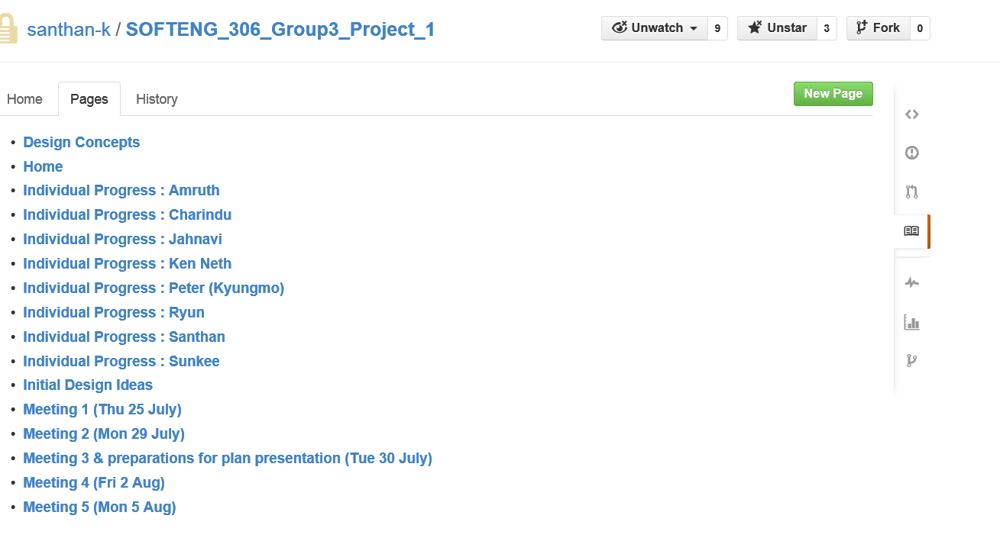 santhan-k / SOFTENG_306_Group3_Project_1
Unwatch 9 Unstar 3 Fork 0
Home Pages History New Page
• Design Concepts
• Home
• Individual Progress : Amruth
• Individual Progress : Charindu
• Individual Progress : Jahnavi
• Individual Progress : Ken Neth
• Individual Progress : Peter (Kyungmo)
• Individual Progress : Ryun
• Individual Progress : Santhan
• Individual Progress : Sunkee
• Initial Design Ideas
• Meeting 1 (Thu 25 July)
• Meeting 2 (Mon 29 July)
• Meeting 3 & preparations for plan presentation (Tue 30 July)
• Meeting 4 (Fri 2 Aug)
• Meeting 5 (Mon 5 Aug)